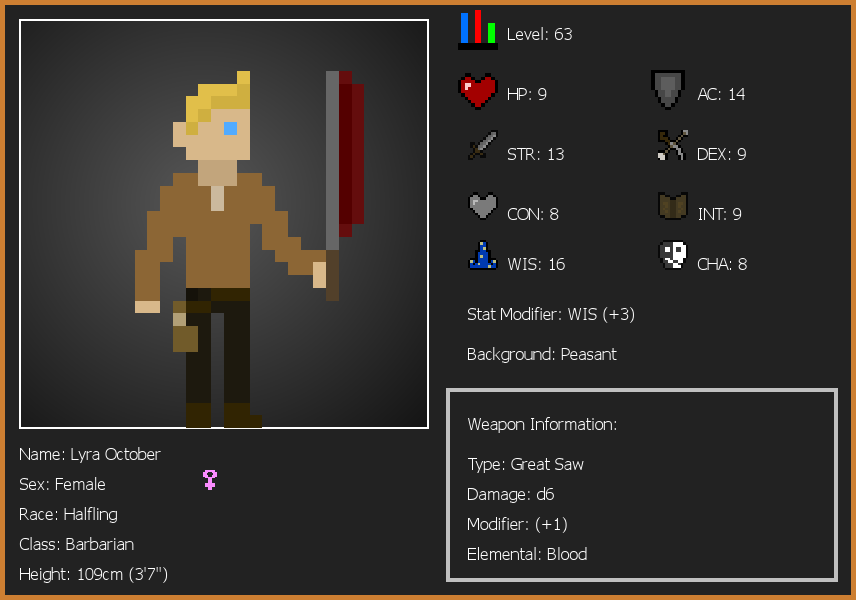 Level: 63
HP: 9
AC: 14
STR: 13
DEX: 9
CON: 8
INT: 9
WIS: 16
CHA: 8
Stat Modifier: WIS (+3)
Background: Peasant
Weapon Information:
Type: Great Saw
Damage: d6
Modifier: (+1)
Elemental: Blood
Name: Lyra October
Sex: Female
Race: Halfling
Class: Barbarian
Height: 109cm (3'7")